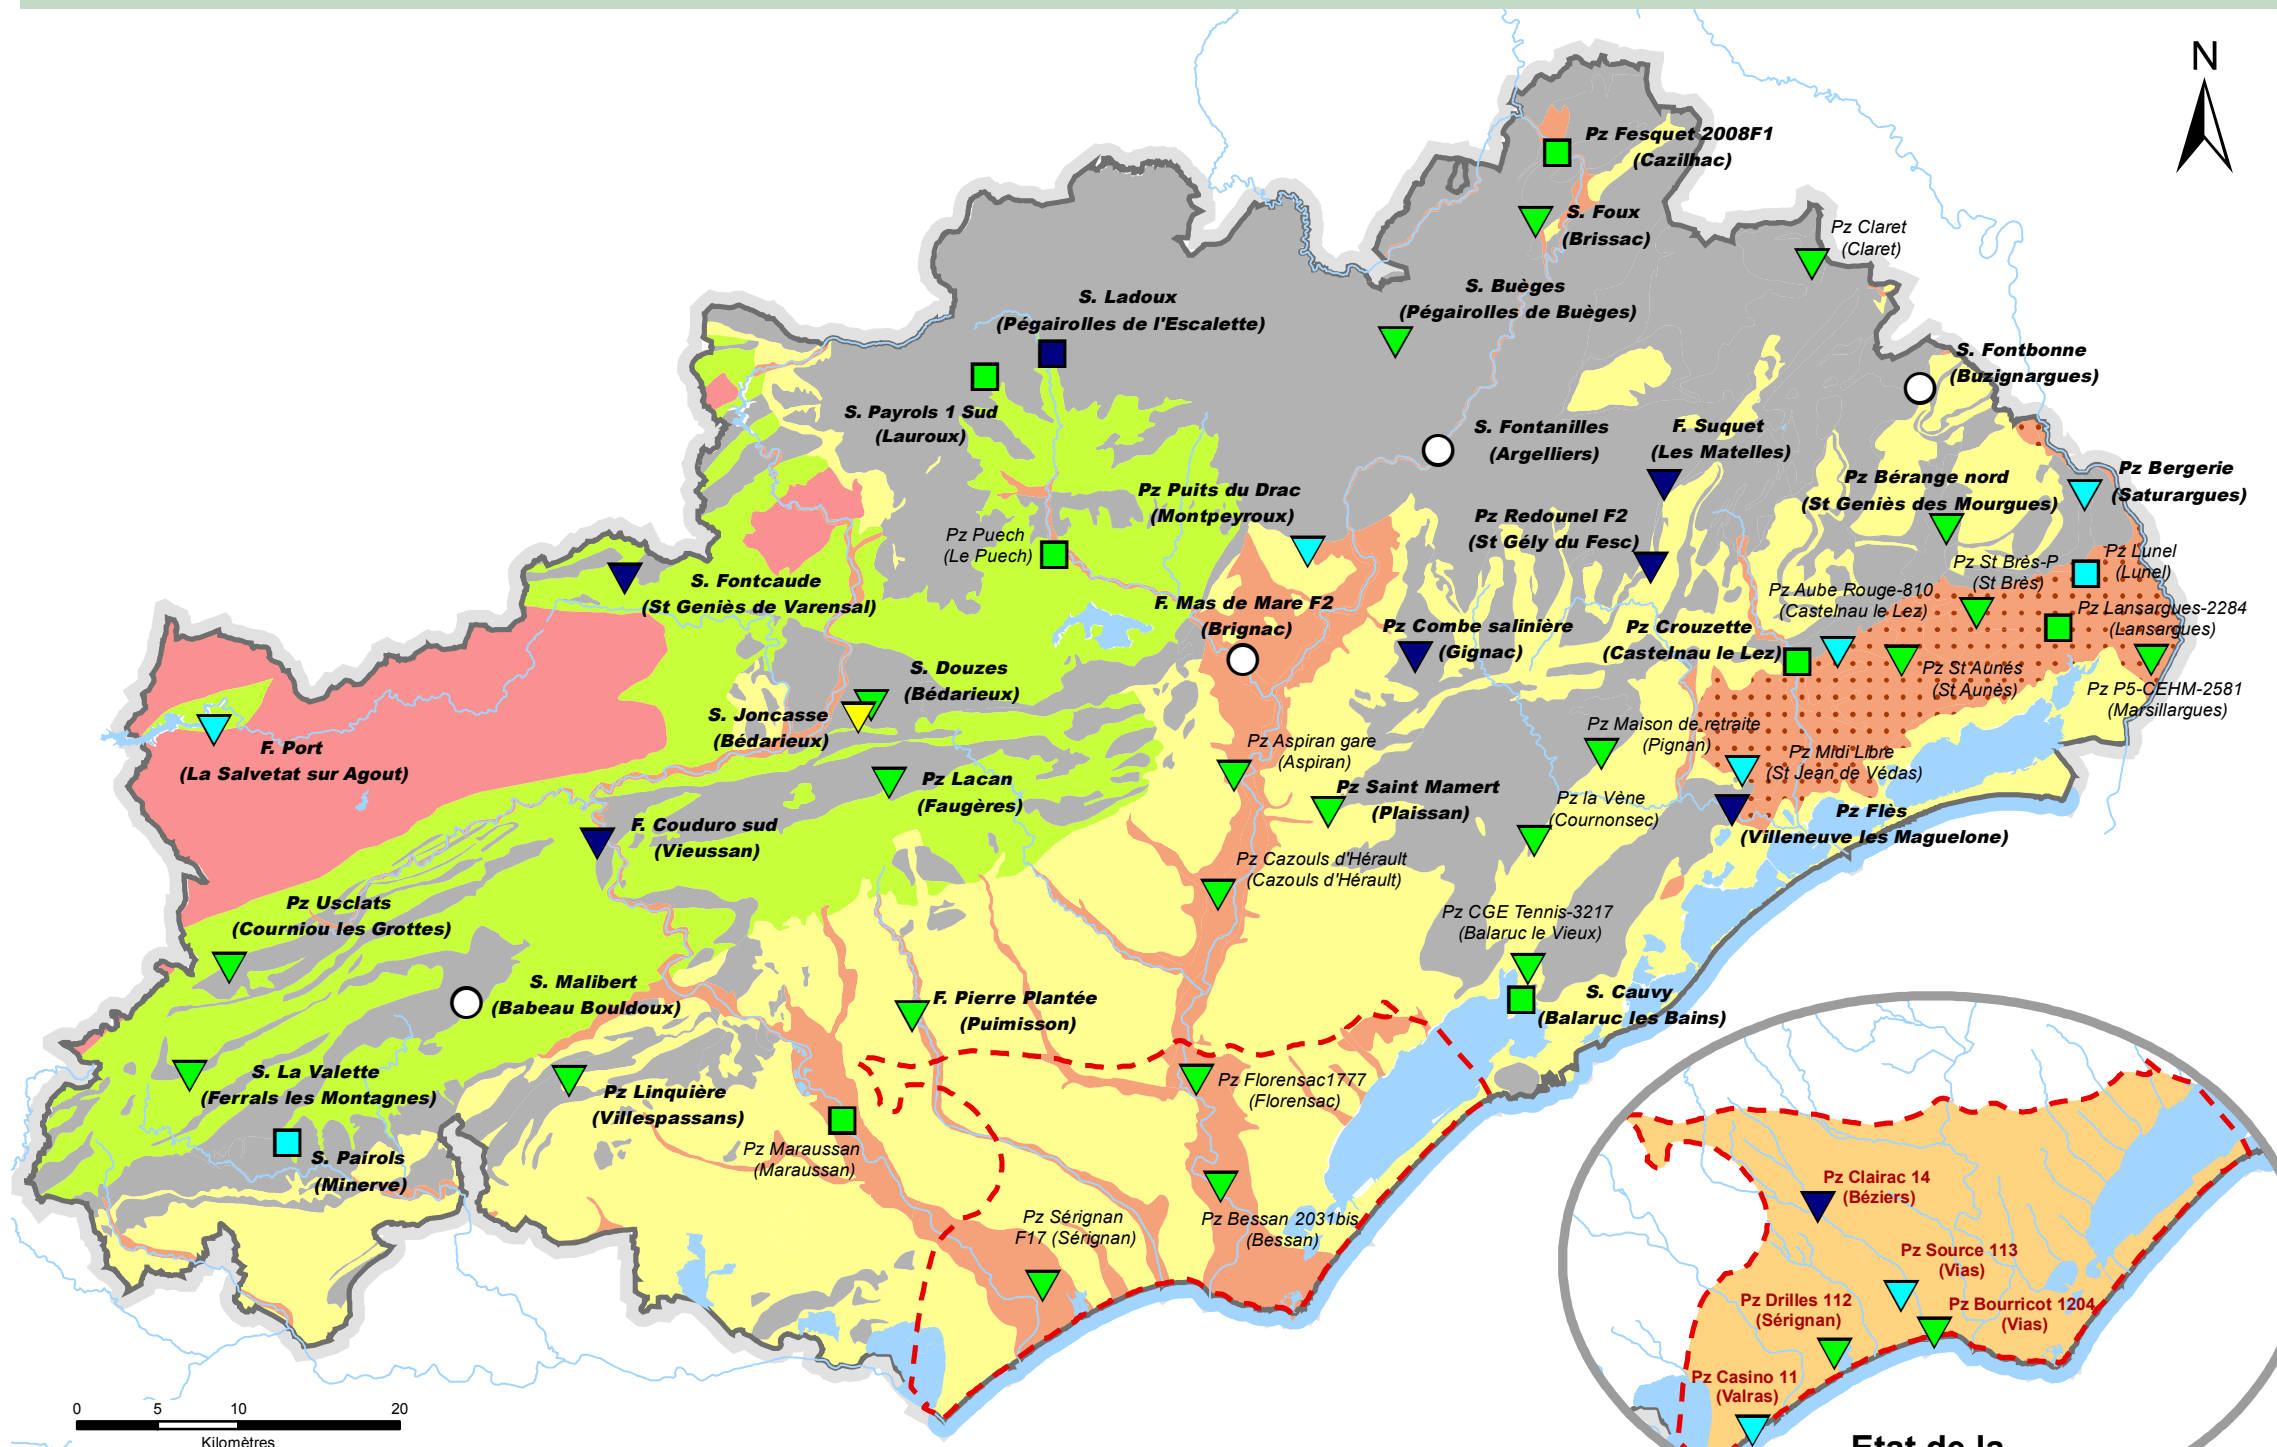 N
Pz Fesquet 2008F1
(Cazilhac)
S. Foux
(Brissac)
Pz Claret
(Claret)
S. Buèges
(Pégairolles de Buèges)
S. Ladoux
(Pégairolles de l'Escalette)
S. Fontbonne
(Buzignargues)
S. Payrols 1 Sud
(Lauroux)
S. Fontanilles
(Argelliers)
F. Suquet
(Les Matelles)
Pz Bérange nord
(St Geniès des Mourgues)
Pz Bergerie
(Saturargues)
Pz Puits du Drac
(Montpeyroux)
Pz Redounel F2
(St Gély du Fesc)
Pz Puech
(Le Puech)
Pz St Brès-P
(St Brès)
Pz Lunel
(Lunel)
S. Fontcaude
(St Geniès de Varensal)
Pz Aube Rouge-810
(Castelnau le Lez)
Pz Lansargues-2284
(Lansargues)
F. Mas de Mare F2
(Brignac)
Pz Combe salinière
(Gignac)
Pz Crouzette
(Castelnau le Lez)
S. Douzes
(Bédarieux)
Pz St Aunés
(St Aunès)
Pz P5-CEHM-2581
(Marsillargues)
S. Joncasse
(Bédarieux)
Pz Maison de retraite
(Pignan)
F. Port
(La Salvetat sur Agout)
Pz Aspiran gare
(Aspiran)
Pz Midi Libre
(St Jean de Védas)
Pz Lacan
(Faugères)
Pz Saint Mamert
(Plaissan)
Pz la Vène
(Cournonsec)
Pz Flès
(Villeneuve les Maguelone)
F. Couduro sud
(Vieussan)
Pz Cazouls d'Hérault
(Cazouls d'Hérault)
Pz Usclats
(Courniou les Grottes)
Pz CGE Tennis-3217
(Balaruc le Vieux)
S. Malibert
(Babeau Bouldoux)
F. Pierre Plantée
(Puimisson)
S. Cauvy
(Balaruc les Bains)
S. La Valette
(Ferrals les Montagnes)
Pz Linquière
(Villespassans)
Pz Florensac1777
(Florensac)
Pz Maraussan
(Maraussan)
S. Pairols
(Minerve)
Pz Sérignan
F17 (Sérignan)
Pz Bessan 2031bis
(Bessan)
Pz Clairac 14
(Béziers)
Pz Source 113
(Vias)
Pz Drilles 112
(Sérignan)
Pz Bourricot 1204
(Vias)
Pz Casino 11
(Valras)
0 5 10 20
Kilomètres
Etat de la